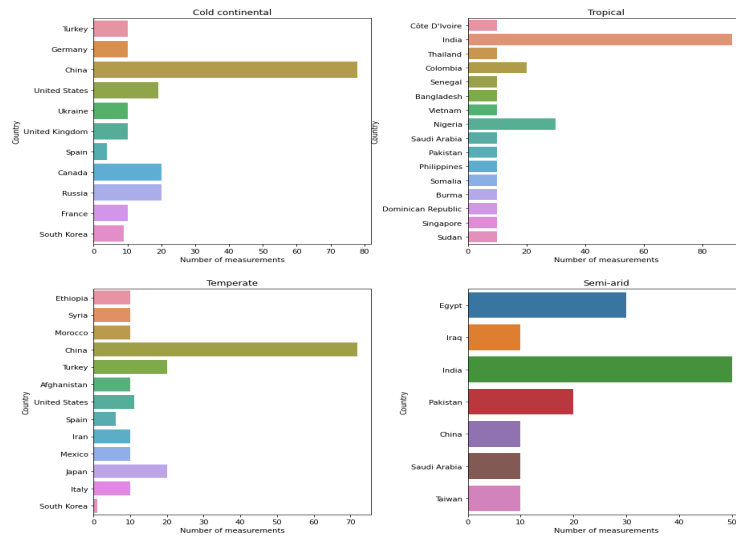 Cold continental
Country
Turkey
Germany
China
United States
Ukraine
United Kingdom
Spain
Canada
Russia
France
South Korea
0 10 20 30 40 50 60 70 80
Number of measurements
Tropical
Country
Côte D'Ivoire
India
Thailand
Colombia
Senegal
Bangladesh
Vietnam
Nigeria
Saudi Arabia
Pakistan
Philippines
Somalia
Burma
Dominican Republic
Singapore
Sudan
0 20 40 60 80
Number of measurements
Temperate
Country
Ethiopia
Syria
Morocco
China
Turkey
Afghanistan
United States
Spain
Iran
Mexico
Japan
Italy
South Korea
0 10 20 30 40 50 60 70
Number of measurements
Semi-arid
Country
Egypt
Iraq
India
Pakistan
China
Saudi Arabia
Taiwan
0 10 20 30 40 50
Number of measurements